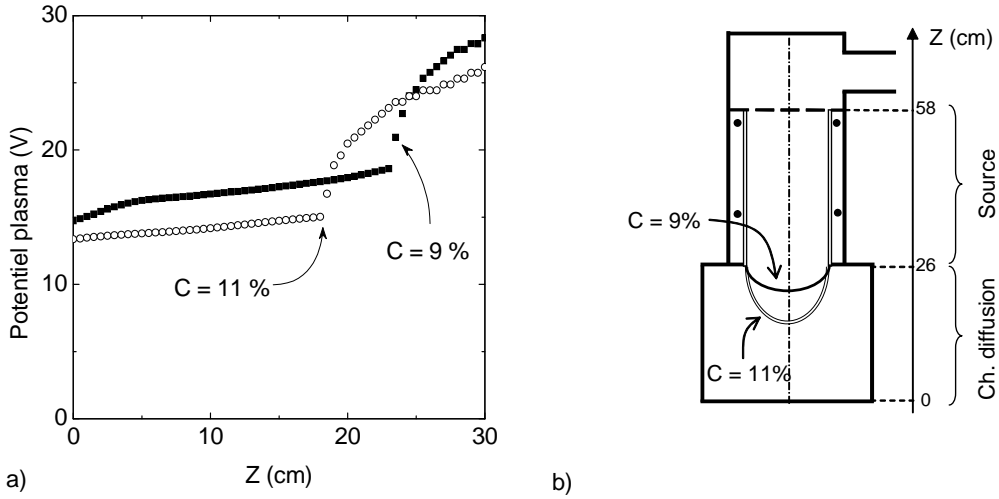 30
20
10
0
0
10
20
30
Potentiel plasma (V)
Z (cm)
C = 11 %
C = 9 %
a)
Z (cm)
58
26
0
Source
Ch. diffusion
C = 9%
C = 11%
b)